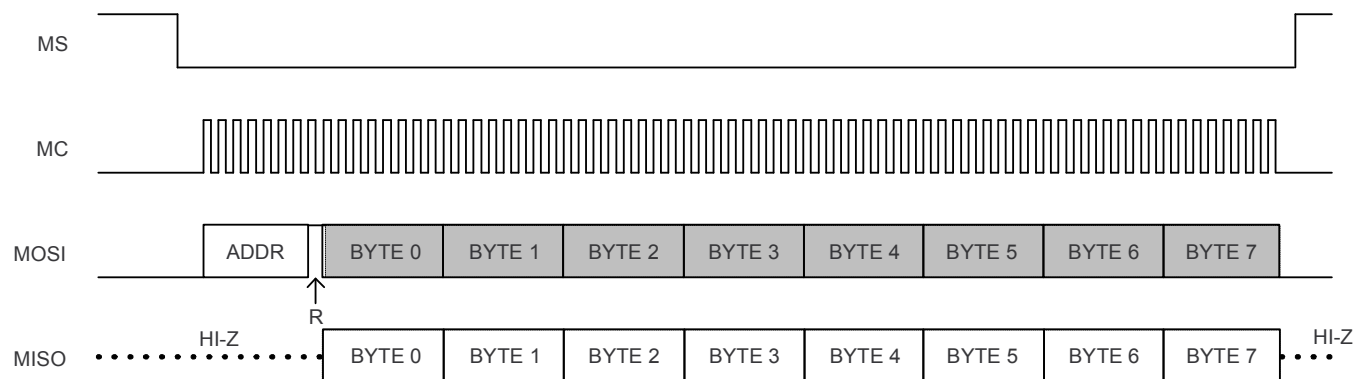 MS
MC
MOSI ADDR BYTE 0 BYTE 1 BYTE 2 BYTE 3 BYTE 4 BYTE 5 BYTE 6 BYTE 7
R
HI-Z HI-Z
MISO BYTE 0 BYTE 1 BYTE 2 BYTE 3 BYTE 4 BYTE 5 BYTE 6 BYTE 7